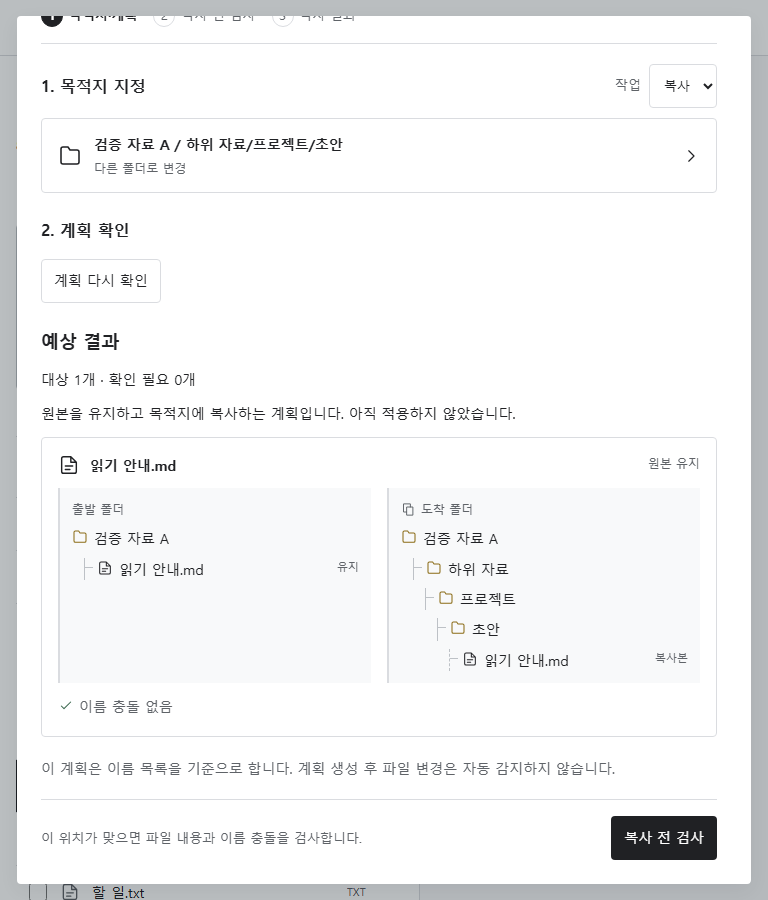 1. 목적지 지정
작업
복사
검증 자료 A / 하위 자료/프로젝트/초안
다른 폴더로 변경
2. 계획 확인
계획 다시 확인
예상 결과
대상 1개 · 확인 필요 0개
원본을 유지하고 목적지에 복사하는 계획입니다. 아직 적용하지 않았습니다.
읽기 안내.md
원본 유지
출발 폴더
검증 자료 A
읽기 안내.md
유지
도착 폴더
검증 자료 A
하위 자료
프로젝트
초안
읽기 안내.md
복사본
이름 충돌 없음
이 계획은 이름 목록을 기준으로 합니다. 계획 생성 후 파일 변경은 자동 감지하지 않습니다.
이 위치가 맞으면 파일 내용과 이름 충돌을 검사합니다.
복사 전 검사
할 일.txt
TXT